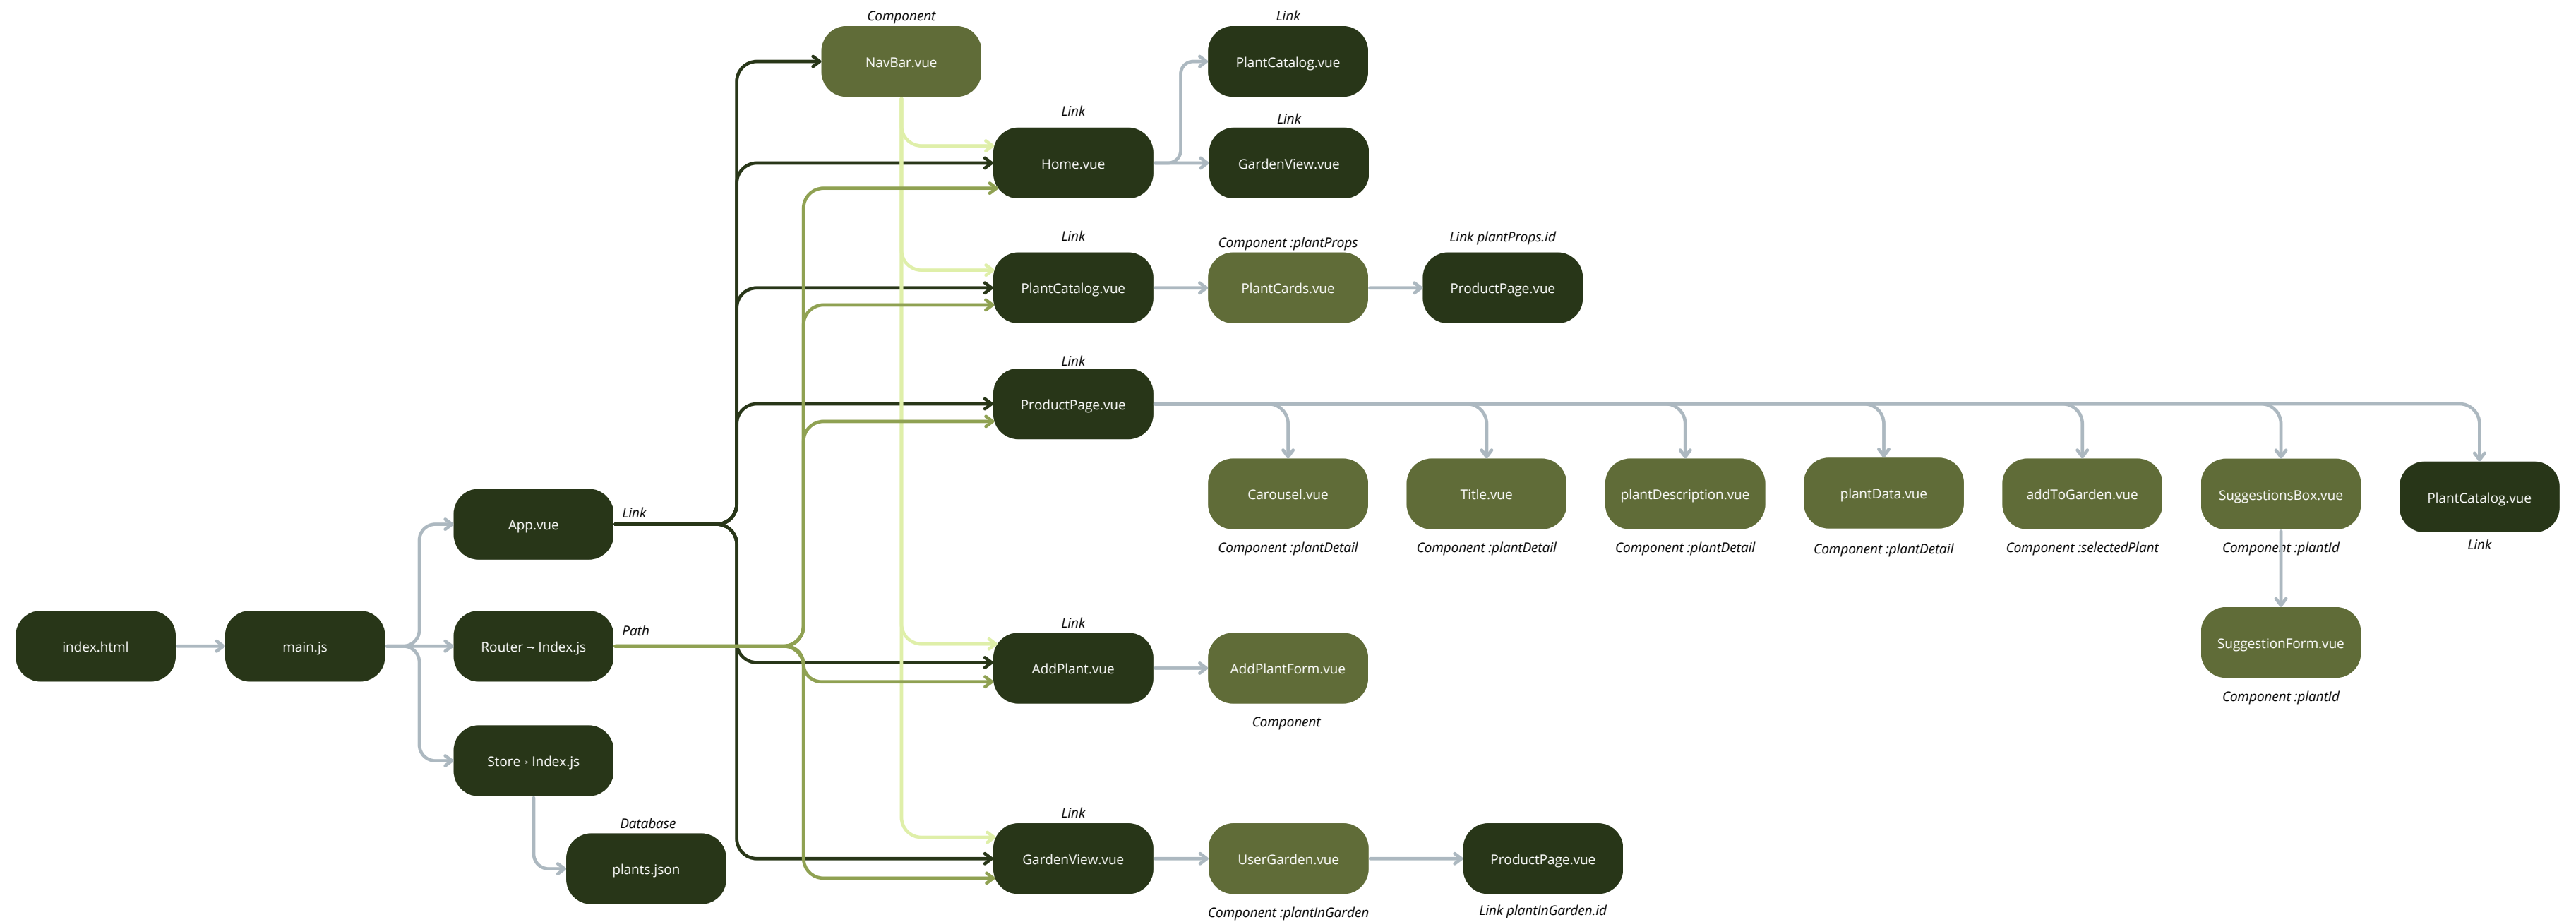 Component
NavBar.vue
Link
PlantCatalog.vue
Link
Home.vue
Link
GardenView.vue
Link
PlantCatalog.vue
Component :plantProps
PlantCards.vue
Link plantProps.id
ProductPage.vue
Link
ProductPage.vue
Carousel.vue
Component :plantDetail
Title.vue
Component :plantDetail
plantDescription.vue
Component :plantDetail
plantData.vue
Component :plantDetail
addToGarden.vue
Component :selectedPlant
SuggestionsBox.vue
Component :plantId
PlantCatalog.vue
Link
SuggestionForm.vue
Component :plantId
App.vue
Link
index.html
main.js
Router→Index.js
Path
Store→Index.js
Database
plants.json
Link
AddPlant.vue
AddPlantForm.vue
Component
Link
GardenView.vue
UserGarden.vue
Component :plantInGarden
ProductPage.vue
Link plantInGarden.id